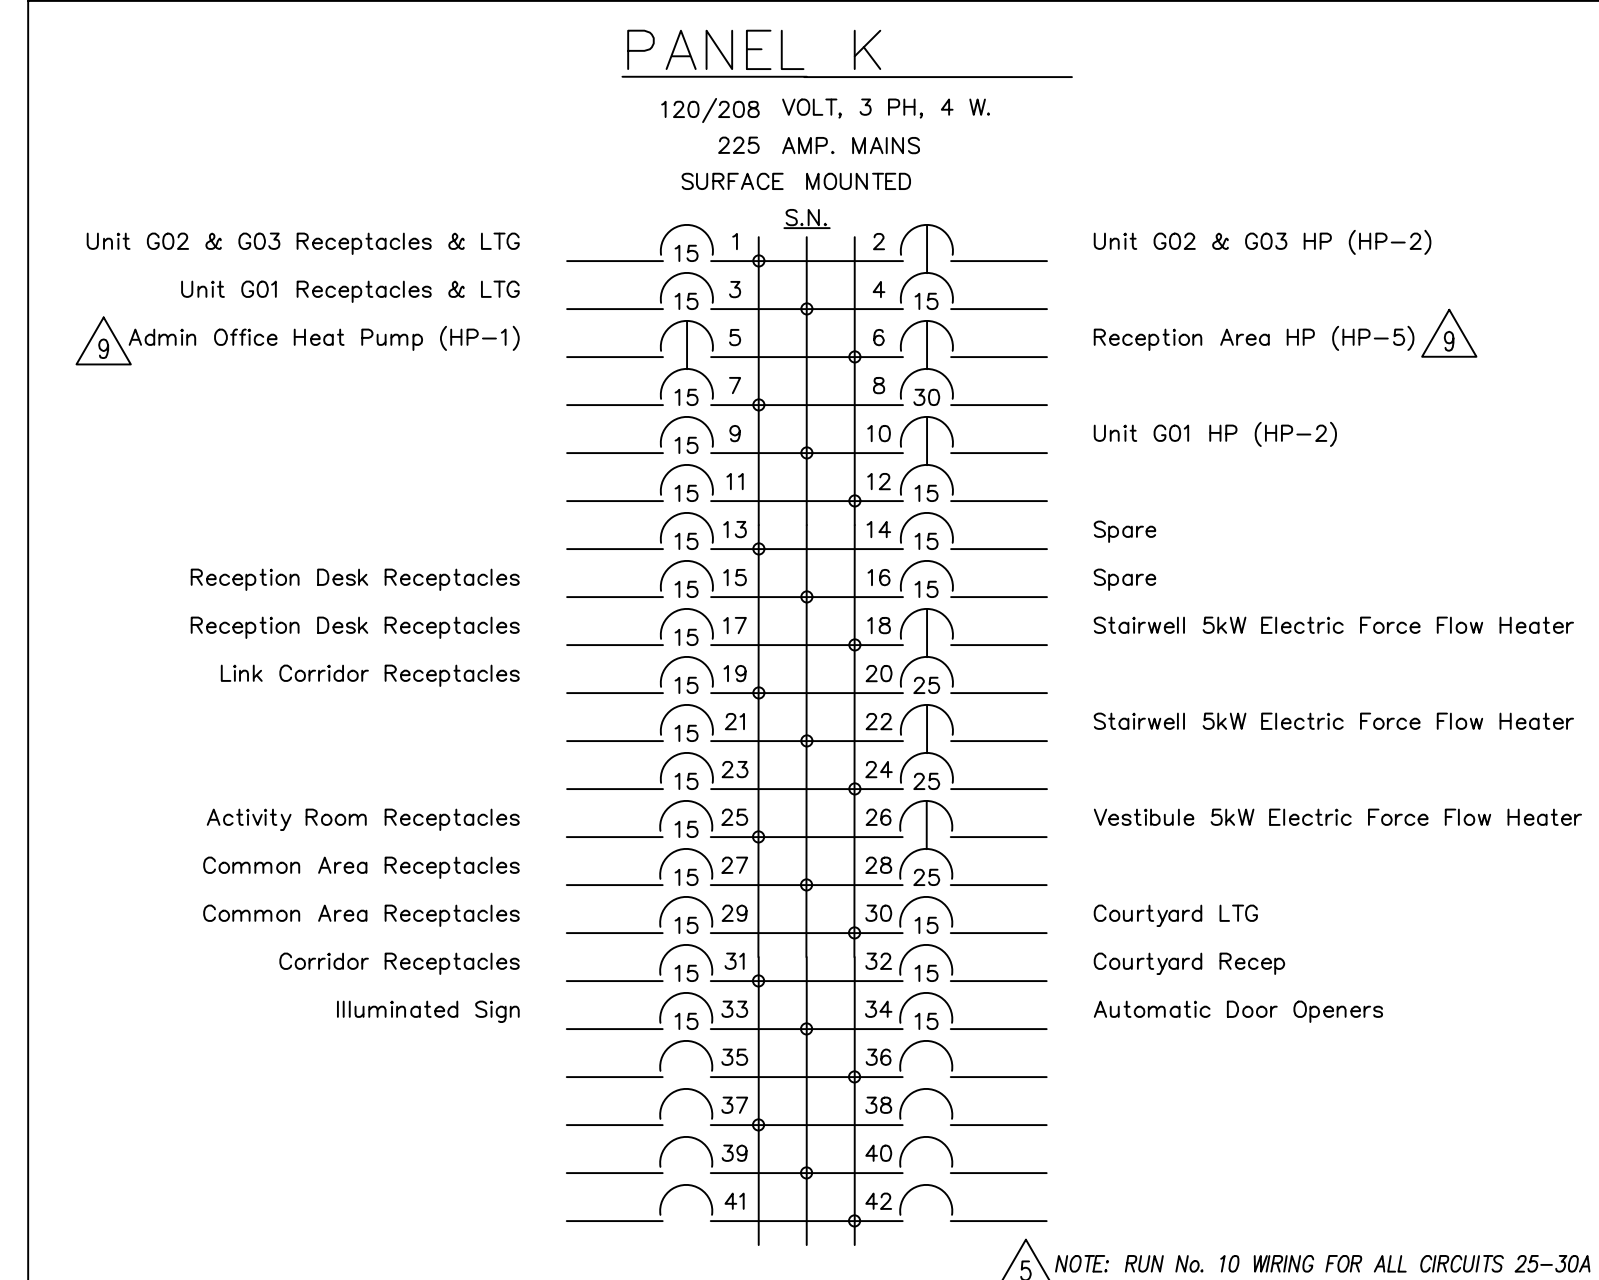 PANEL K
120/208 VOLT, 3 PH, 4 W.
225 AMP. MAINS
SURFACE MOUNTED
S.N.
Unit G02 & G03 Receptacles & LTG 15 1 2 Unit G02 & G03 HP (HP-2)
Unit G01 Receptacles & LTG 15 3 4 15
9 Admin Office Heat Pump (HP-1) 5 6 Reception Area HP (HP-5) 9
15 7 8 30
15 9 10 Unit G01 HP (HP-2)
15 11 12 15
15 13 14 15 Spare
Reception Desk Receptacles 15 15 16 15 Spare
Reception Desk Receptacles 15 17 18 Stairwell 5kW Electric Force Flow Heater
Link Corridor Receptacles 15 19 20 25
15 21 22 Stairwell 5kW Electric Force Flow Heater
15 23 24 25
Activity Room Receptacles 15 25 26 Vestibule 5kW Electric Force Flow Heater
Common Area Receptacles 15 27 28 25
Common Area Receptacles 15 29 30 15 Courtyard LTG
Corridor Receptacles 15 31 32 15 Courtyard Recep
Illuminated Sign 15 33 34 15 Automatic Door Openers
35 36
37 38
39 40
41 42
5 NOTE: RUN No. 10 WIRING FOR ALL CIRCUITS 25-30A